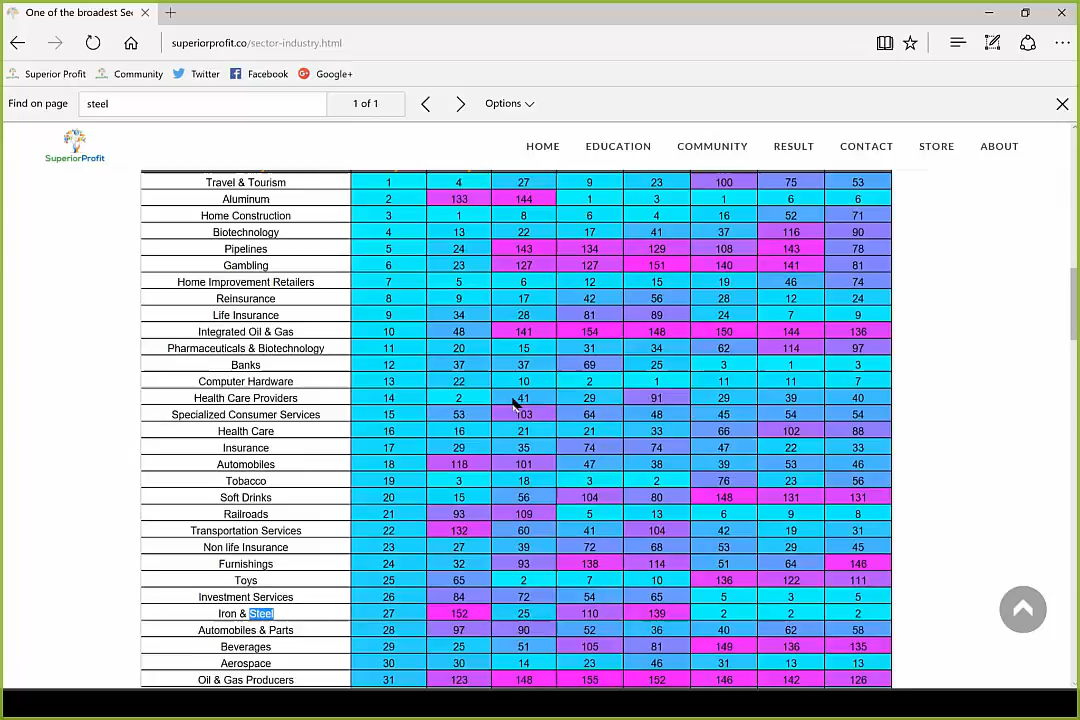 One of the broadest Sec
superiorprofit.co/sector-industry.html
Superior Profit Community Twitter Facebook Google+
Find on page steel 1 of 1 Options
SuperiorProfit HOME EDUCATION COMMUNITY RESULT CONTACT STORE ABOUT
Travel & Tourism 1 4 27 9 23 100 75 53
Aluminum 2 133 144 1 3 1 6 6
Home Construction 3 1 8 6 4 16 52 71
Biotechnology 4 13 22 17 41 37 116 90
Pipelines 5 24 143 134 129 108 143 78
Gambling 6 23 127 127 151 140 141 81
Home Improvement Retailers 7 5 6 12 15 19 46 74
Reinsurance 8 9 17 42 56 28 12 24
Life Insurance 9 34 28 81 89 24 7 9
Integrated Oil & Gas 10 48 141 154 148 150 144 136
Pharmaceuticals & Biotechnology 11 20 15 31 34 62 114 97
Banks 12 37 37 69 25 3 1 3
Computer Hardware 13 22 10 2 1 11 11 7
Health Care Providers 14 2 41 29 91 29 39 40
Specialized Consumer Services 15 53 103 64 48 45 54 54
Health Care 16 16 21 21 33 66 102 88
Insurance 17 29 35 74 74 47 22 33
Automobiles 18 118 101 47 38 39 53 46
Tobacco 19 3 18 3 2 76 23 56
Soft Drinks 20 15 56 104 80 148 131 131
Railroads 21 93 109 5 13 6 9 8
Transportation Services 22 132 60 41 104 42 19 31
Non life Insurance 23 27 39 72 68 53 29 45
Furnishings 24 32 93 138 114 51 64 146
Toys 25 65 2 7 10 136 122 111
Investment Services 26 84 72 54 65 5 3 5
Iron & Steel 27 152 25 110 139 2 2 2
Automobiles & Parts 28 97 90 52 36 40 62 58
Beverages 29 25 51 105 81 149 136 135
Aerospace 30 30 14 23 46 31 13 13
Oil & Gas Producers 31 123 148 155 152 146 142 126